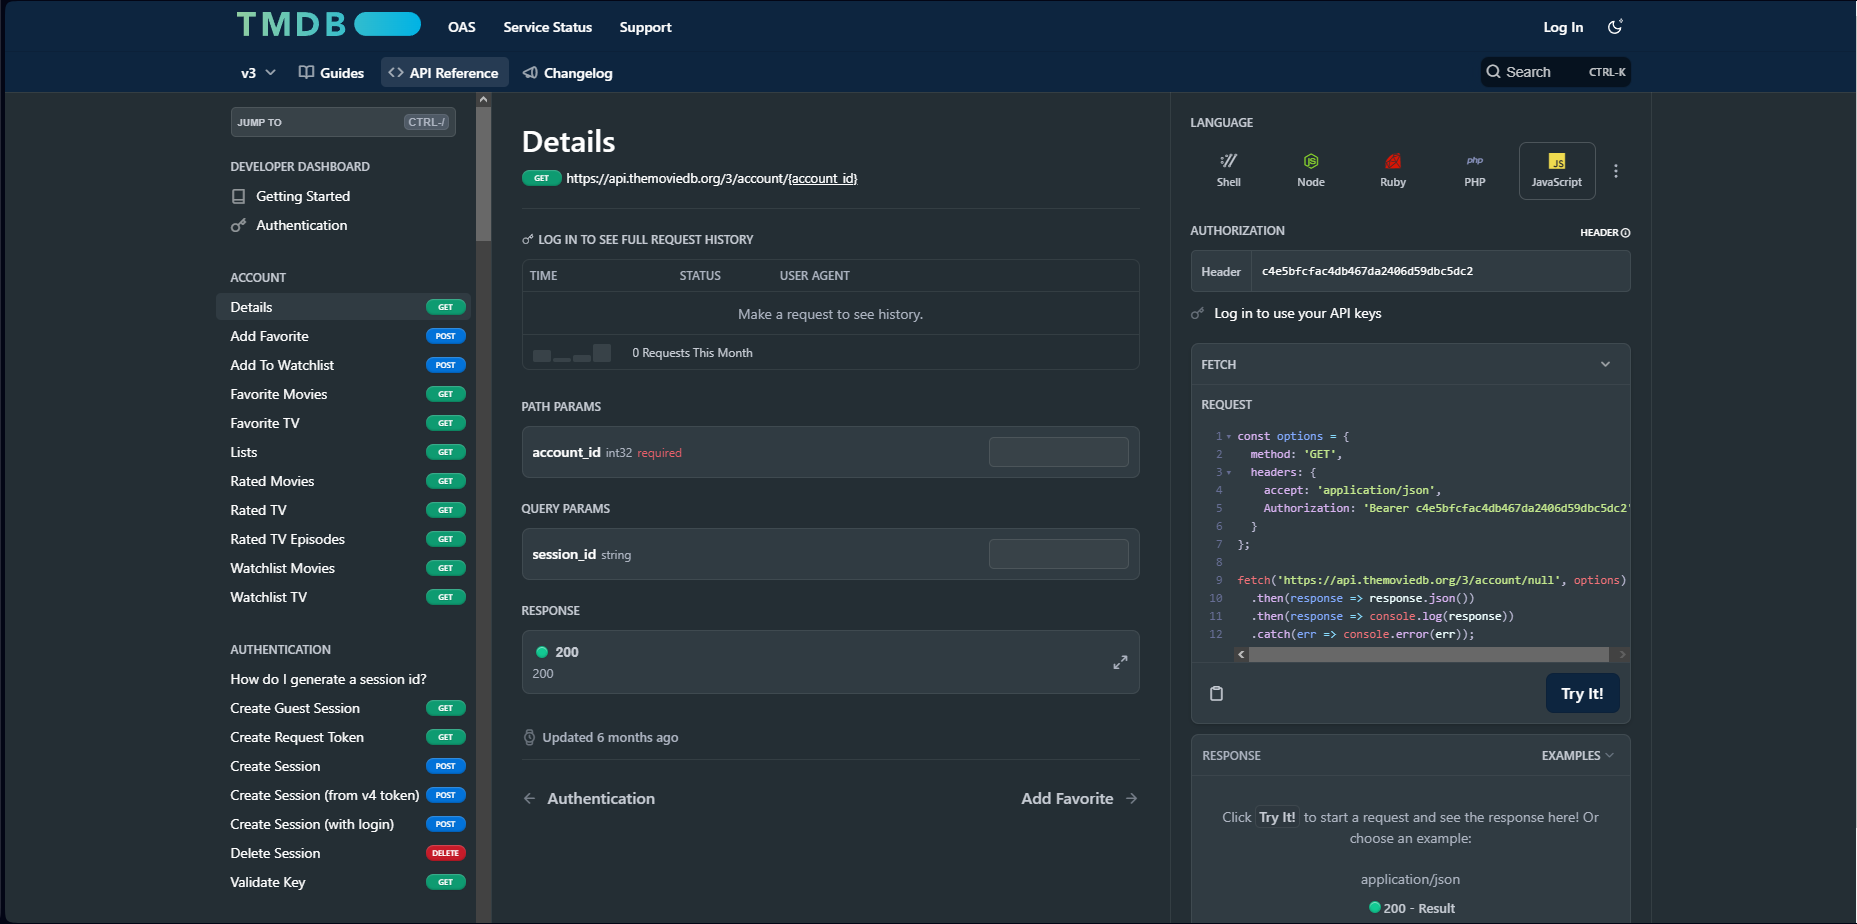 TMDB
OAS
Service Status
Support
Log In
v3
Guides
<> API Reference
Changelog
Search
CTRL-K
JUMP TO
CTRL-/
DEVELOPER DASHBOARD
Getting Started
Authentication
ACCOUNT
Details GET
Add Favorite POST
Add To Watchlist POST
Favorite Movies GET
Favorite TV GET
Lists GET
Rated Movies GET
Rated TV GET
Rated TV Episodes GET
Watchlist Movies GET
Watchlist TV GET
AUTHENTICATION
How do I generate a session id?
Create Guest Session GET
Create Request Token GET
Create Session POST
Create Session (from v4 token) POST
Create Session (with login) POST
Delete Session DELETE
Validate Key GET
Details
GET https://api.themoviedb.org/3/account/{account_id}
LOG IN TO SEE FULL REQUEST HISTORY
TIME STATUS USER AGENT
Make a request to see history.
0 Requests This Month
PATH PARAMS
account_id int32 required
QUERY PARAMS
session_id string
RESPONSE
200
200
Updated 6 months ago
← Authentication
Add Favorite →
LANGUAGE
Shell
Node
Ruby
php
PHP
JS
JavaScript
AUTHORIZATION
HEADER
Header c4e5bfcfac4db467da2406d59dbc5dc2
Log in to use your API keys
FETCH
REQUEST
1 const options = {
2 method: 'GET',
3 headers: {
4 accept: 'application/json',
5 Authorization: 'Bearer c4e5bfcfac4db467da2406d59dbc5dc2'
6 }
7 };
8
9 fetch('https://api.themoviedb.org/3/account/null', options)
10 .then(response => response.json())
11 .then(response => console.log(response))
12 .catch(err => console.error(err));
Try It!
RESPONSE
EXAMPLES
Click Try It! to start a request and see the response here! Or
choose an example:
application/json
200 - Result